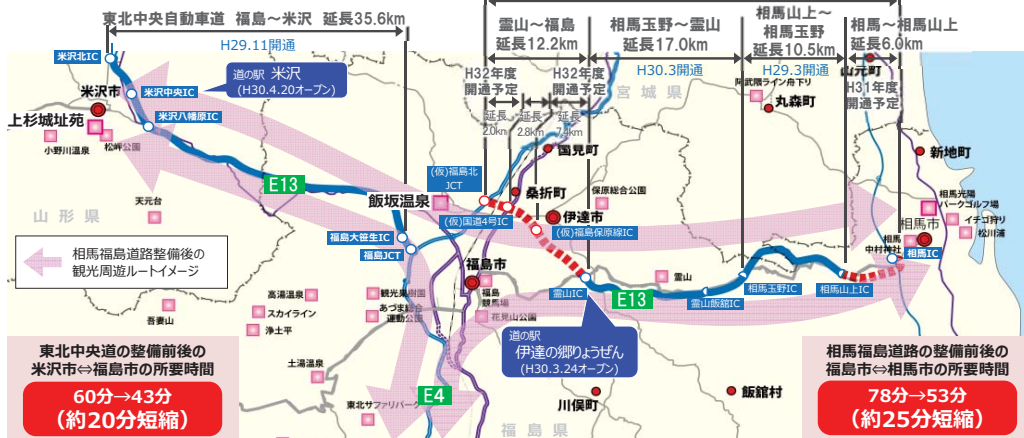 東北中央自動車道 福島～米沢 延長35.6km
H29.11開通
霊山～福島
延長12.2km
H32年度
開通予定
H32年度
開通予定
延長
2.0km
延長
2.8km
延長
7.4km
相馬玉野～霊山
延長17.0km
H30.3開通
相馬山上～
相馬玉野
延長10.5km
H29.3開通
相馬～相馬山上
延長6.0km
H31年度
開通予定
米沢北IC
道の駅 米沢
(H30.4.20オープン)
米沢市
米沢中央IC
上杉城址苑
米沢八幡原IC
小野川温泉
松岬公園
天元台
山形県
E13
飯坂温泉
(仮)福島北
JCT
(仮)国道4号IC
福島大笹生IC
福島JCT
宮城県
国見町
桑折町
保原総合公園
伊達市
(仮)福島保原線IC
阿武隈ライン舟下り
丸森町
山元町
新地町
相馬光陽
パークゴルフ場
イチゴ狩り
松川浦
相馬市
相馬
中村神社
相馬IC
相馬福島道路整備後の
観光周遊ルートイメージ
福島市
福島
競馬場
花見山公園
観光果樹園
あづま総合
運動公園
高湯温泉
スカイライン
浄土平
吾妻山
土湯温泉
東北サファリパーク
E4
霊山
霊山IC
E13
霊山飯舘IC
相馬玉野IC
相馬山上IC
道の駅
伊達の郷りょうぜん
(H30.3.24オープン)
川俣町
飯舘村
福島県
東北中央道の整備前後の
米沢市⇔福島市の所要時間
60分→43分
(約20分短縮)
相馬福島道路の整備前後の
福島市⇔相馬市の所要時間
78分→53分
(約25分短縮)